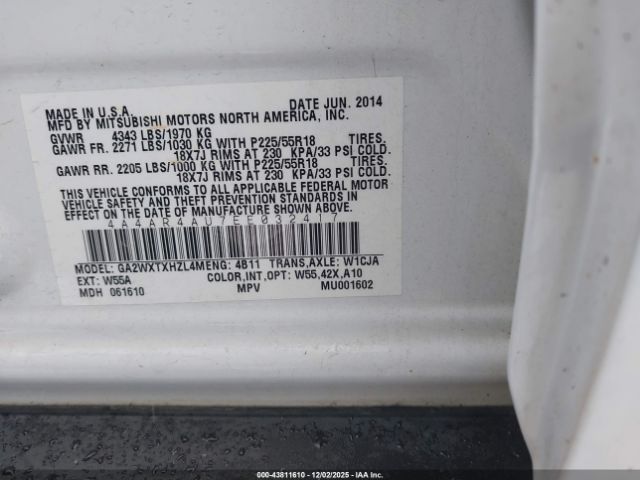 MADE IN U.S.A. DATE JUN. 2014
MFD BY MITSUBISHI MOTORS NORTH AMERICA, INC.
GVWR 4343 LBS/1970 KG
GAWR FR. 2271 LBS/1030 KG WITH P225/55R18 TIRES.
18X7J RIMS AT 230 KPA/33 PSI COLD.
GAWR RR. 2205 LBS/1000 KG WITH P225/55R18 TIRES.
18X7J RIMS AT 230 KPA/33 PSI COLD.
THIS VEHICLE CONFORMS TO ALL APPLICABLE FEDERAL MOTOR
VEHICLE SAFETY AND THEFT PREVENTION STANDARDS IN
EFFECT ON THE DATE OF MANUFACTURE SHOWN ABOVE.
4A4AR4AU7EE032417
MODEL: GA2WXTXHZL4MENG: 4B11 TRANS,AXLE: W1CJA
EXT: W55A COLOR,INT,OPT: W55,42X,A10
MDH 061610 MPV MU001602
000-43811610 - 12/02/2025 - IAAI.COM